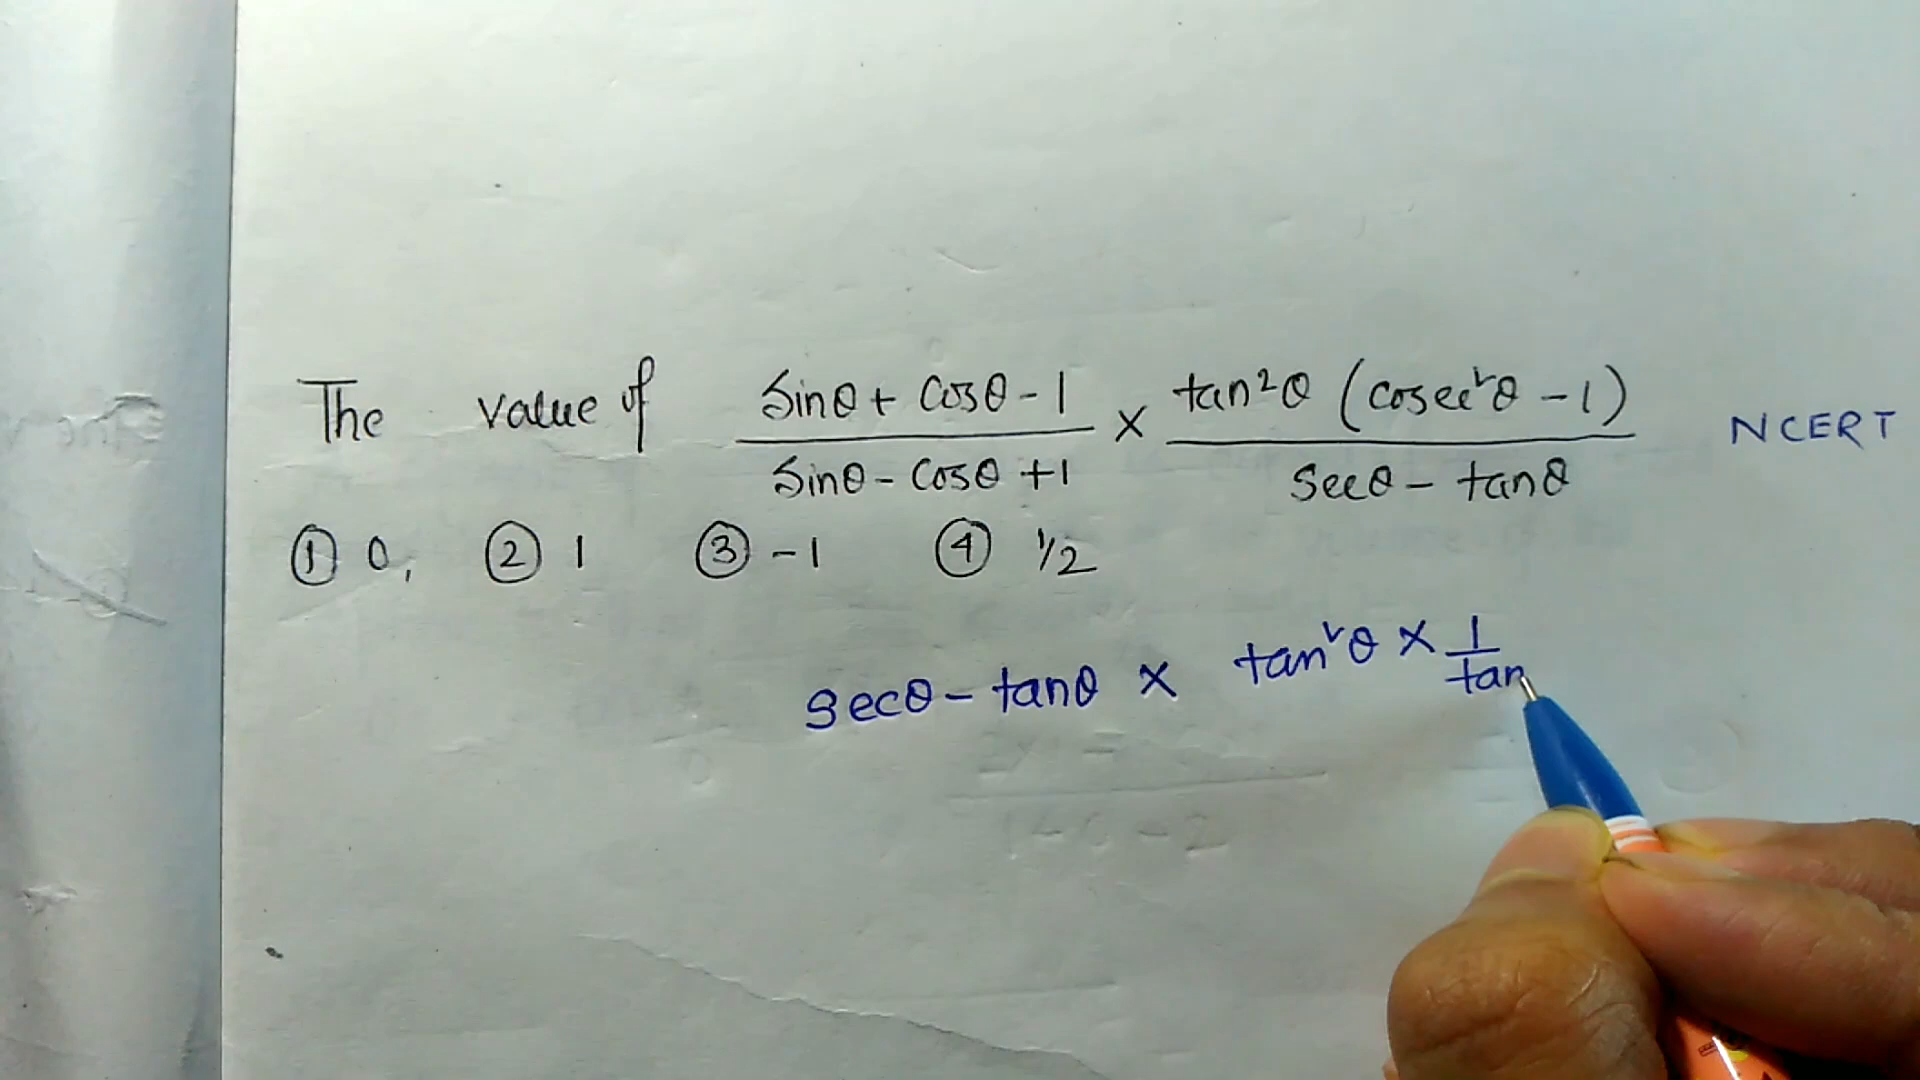 The value of (sinθ + cosθ - 1)/(sinθ - cosθ + 1) × (tan²θ (cosec²θ - 1))/(secθ - tanθ) NCERT
① 0, ② 1 ③ -1 ④ 1/2
secθ - tanθ × tan²θ × 1/tan